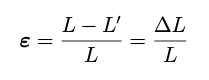 ε = (L − L′)/L = ΔL/L